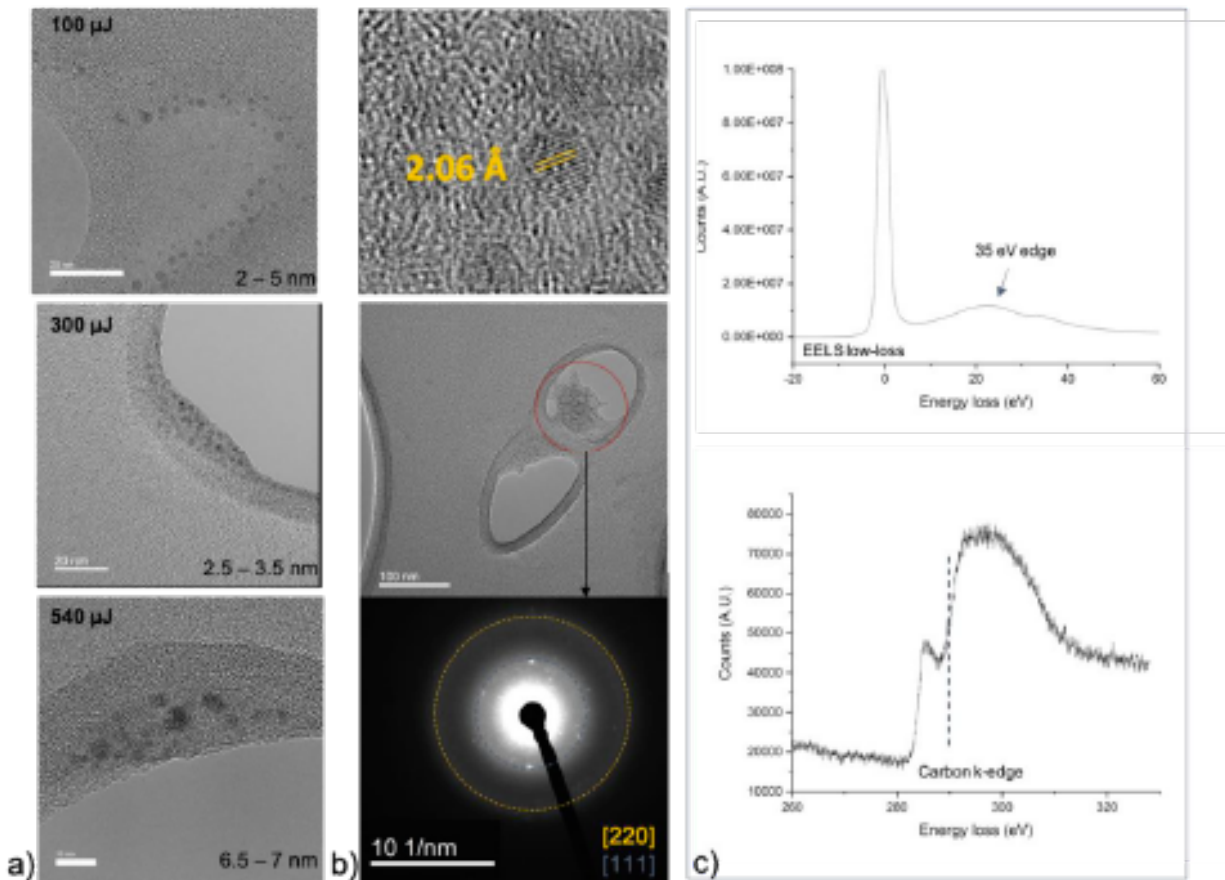 100 µJ
2 – 5 nm
300 µJ
20 nm
2.5 – 3.5 nm
540 µJ
6.5 – 7 nm
a)
2.06 Å
100 nm
10 1/nm
[220]
[111]
b)
1.00E+008
8.00E+007
6.00E+007
4.00E+007
2.00E+007
0.00E+000
Counts (A.U.)
35 eV edge
EELS low-loss
-20 0 20 40 60
Energy loss (eV)
80000
70000
60000
50000
40000
30000
20000
10000
Counts (A.U.)
Carbon k-edge
260 280 300 320
Energy loss (eV)
c)